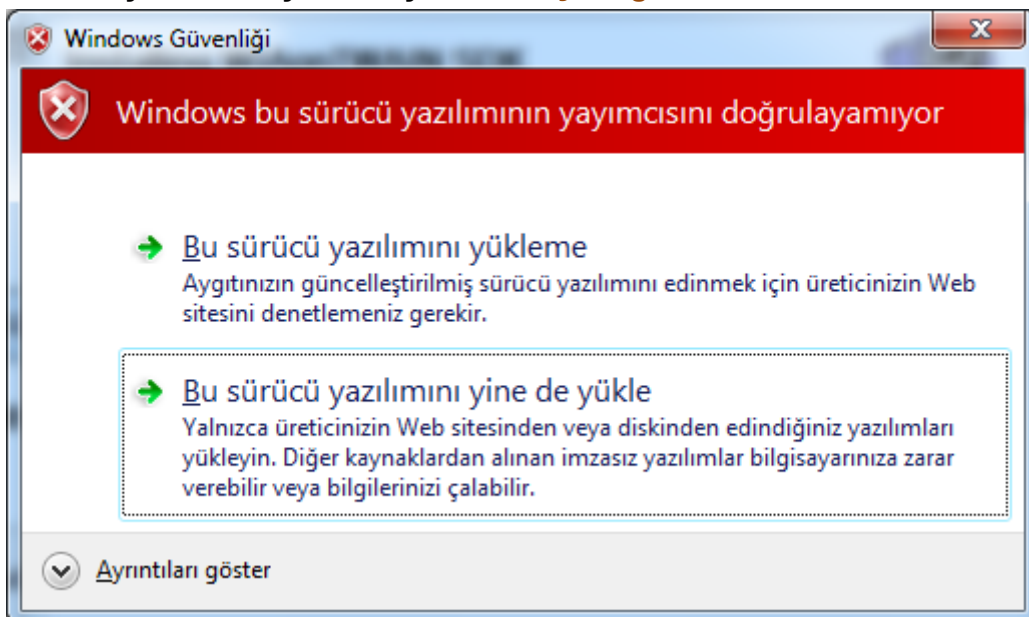 Windows Güvenliği
Windows bu sürücü yazılımının yayımcısını doğrulayamıyor
Bu sürücü yazılımını yükleme
Aygıtınızın güncelleştirilmiş sürücü yazılımını edinmek için üreticinizin Web
sitesini denetlemeniz gerekir.
Bu sürücü yazılımını yine de yükle
Yalnızca üreticinizin Web sitesinden veya diskinden edindiğiniz yazılımları
yükleyin. Diğer kaynaklardan alınan imzasız yazılımlar bilgisayarınıza zarar
verebilir veya bilgilerinizi çalabilir.
Ayrıntıları göster